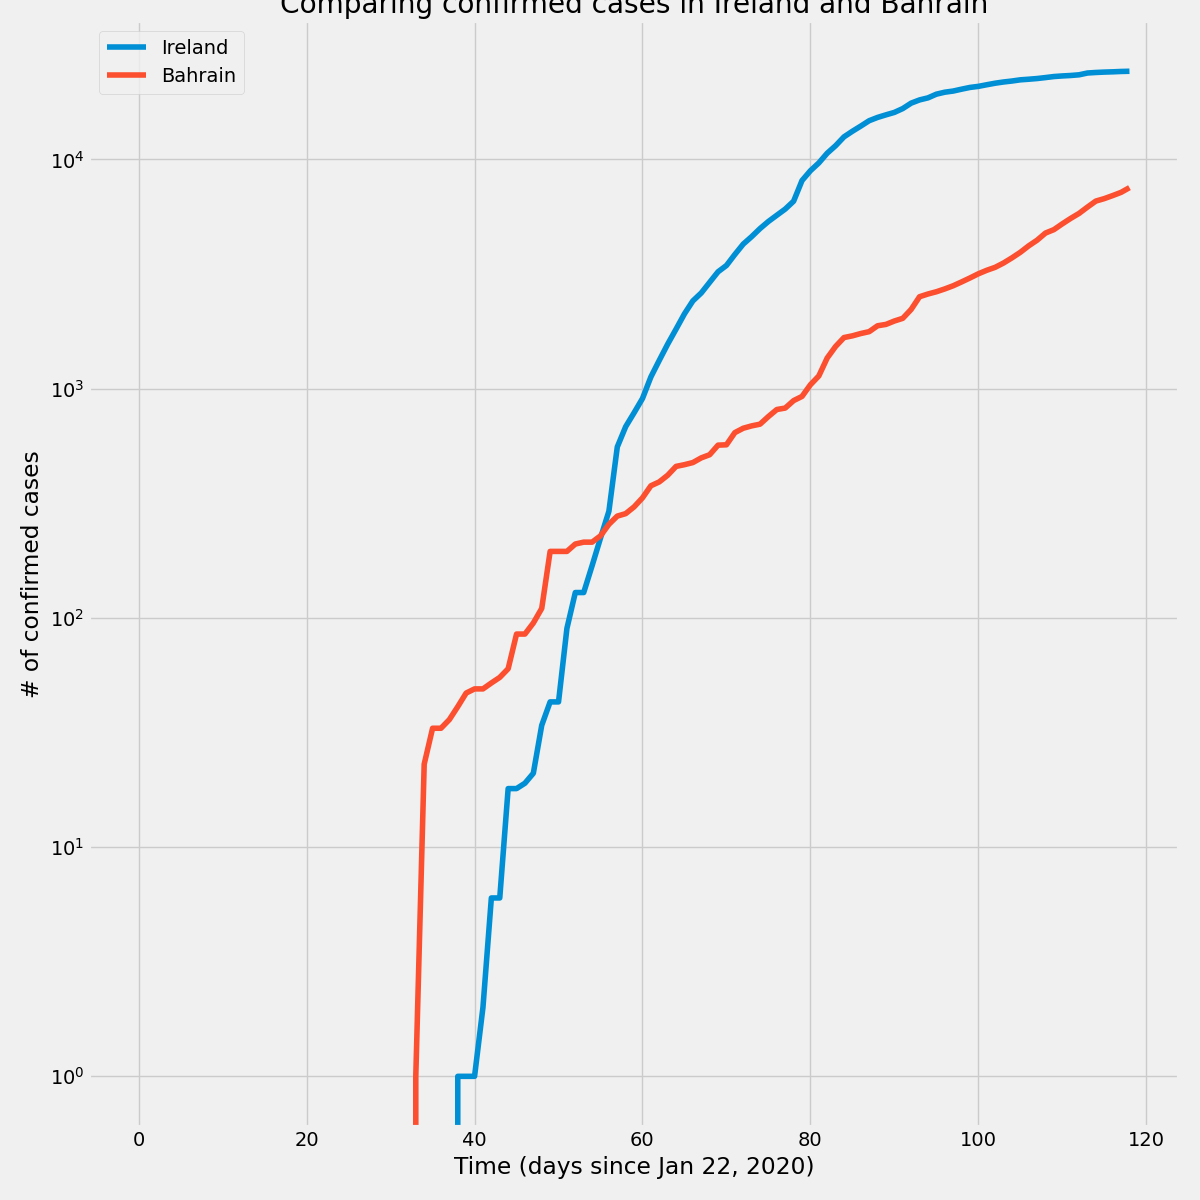 Comparing confirmed cases in Ireland and Bahrain
Ireland
Bahrain
10⁴
10³
10²
10¹
10⁰
# of confirmed cases
0 20 40 60 80 100 120
Time (days since Jan 22, 2020)